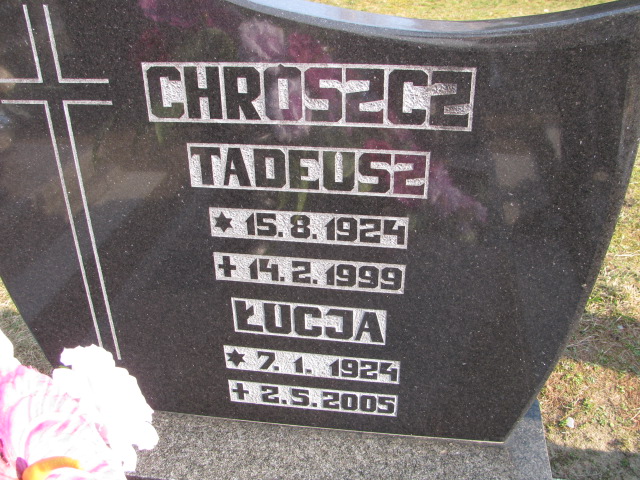 CHROSZCZ
TADEUSZ
* 15.8.1924
+ 14.2.1999
ŁUCJA
* 7.1.1924
+ 2.5.2005